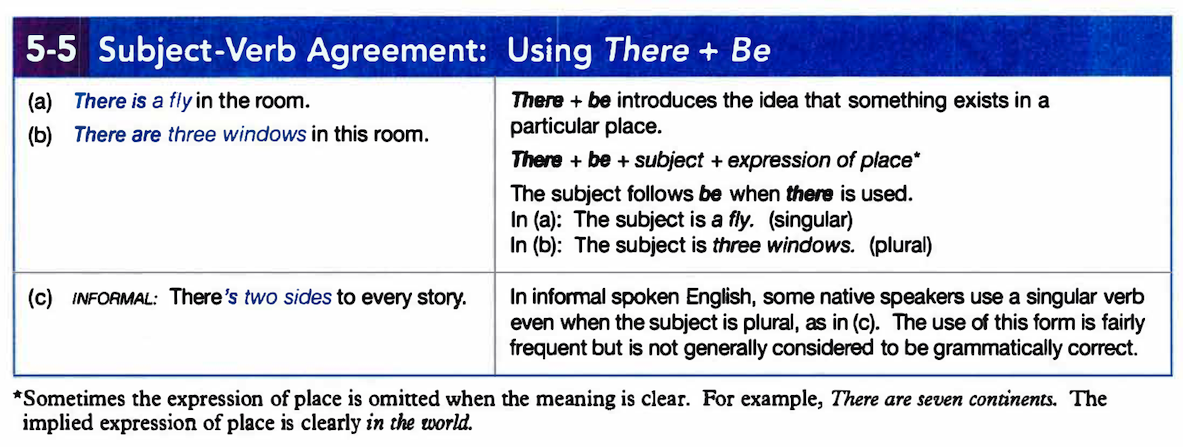 5-5 Subject-Verb Agreement: Using There + Be
(a) There is a fly in the room.
(b) There are three windows in this room.
There + be introduces the idea that something exists in a
particular place.
There + be + subject + expression of place*
The subject follows be when there is used.
In (a): The subject is a fly. (singular)
In (b): The subject is three windows. (plural)
(c) INFORMAL: There's two sides to every story.
In informal spoken English, some native speakers use a singular verb
even when the subject is plural, as in (c). The use of this form is fairly
frequent but is not generally considered to be grammatically correct.
*Sometimes the expression of place is omitted when the meaning is clear. For example, There are seven continents. The
implied expression of place is clearly in the world.